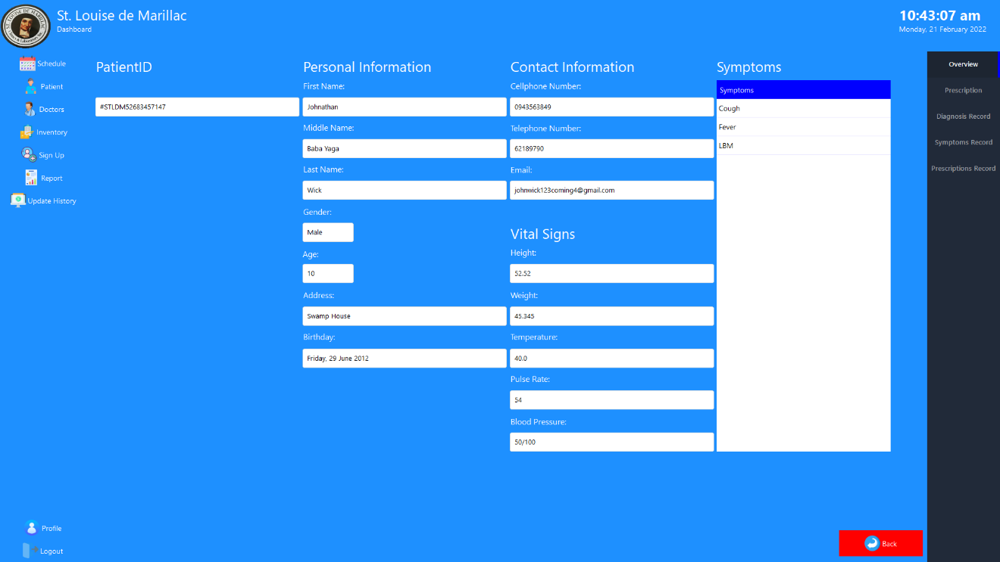 ST. LOUISE DE MARILLAC
St. Louise de Marillac
Dashboard
10:43:07 am
Monday, 21 February 2022
Schedule
Patient
Doctors
Inventory
Sign Up
Report
Update History
Profile
Logout
PatientID
#STLDM52683457147
Personal Information
First Name:
Johnathan
Middle Name:
Baba Yaga
Last Name:
Wick
Gender:
Male
Age:
10
Address:
Swamp House
Birthday:
Friday, 29 June 2012
Contact Information
Cellphone Number:
0943563849
Telephone Number:
62189790
Email:
johnwick123coming4@gmail.com
Vital Signs
Height:
52.52
Weight:
45.345
Temperature:
40.0
Pulse Rate:
54
Blood Pressure:
50/100
Symptoms
Symptoms
Cough
Fever
LBM
Overview
Prescription
Diagnosis Record
Symptoms Record
Prescriptions Record
Back